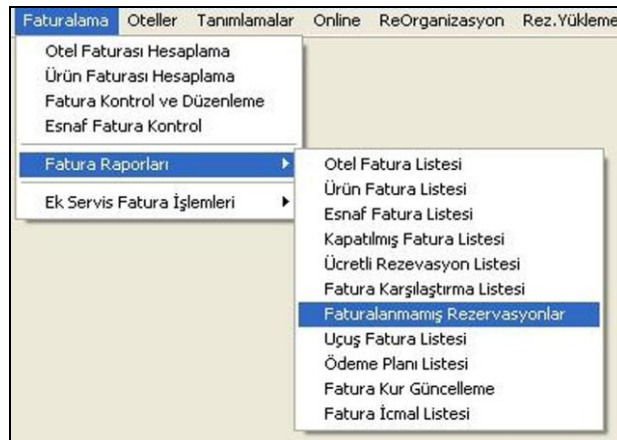 Faturalama Oteller Tanımlamalar Online ReOrganizasyon Rez.Yükleme
Otel Faturası Hesaplama
Ürün Faturası Hesaplama
Fatura Kontrol ve Düzenleme
Esnaf Fatura Kontrol
Fatura Raporları
Ek Servis Fatura İşlemleri
Otel Fatura Listesi
Ürün Fatura Listesi
Esnaf Fatura Listesi
Kapatılmış Fatura Listesi
Ücretli Rezevasyon Listesi
Fatura Karşılaştırma Listesi
Faturalanmamış Rezervasyonlar
Uçuş Fatura Listesi
Ödeme Planı Listesi
Fatura Kur Güncelleme
Fatura İcmal Listesi